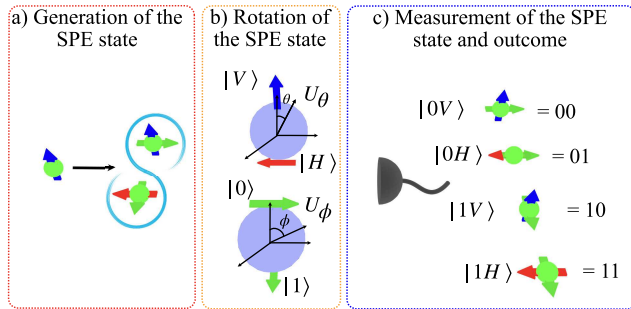 a) Generation of the
SPE state
b) Rotation of
the SPE state
|V⟩
θ
U_θ
|H⟩
|0⟩
ϕ
U_ϕ
|1⟩
c) Measurement of the SPE
state and outcome
|0V⟩ = 00
|0H⟩ = 01
|1V⟩ = 10
|1H⟩ = 11